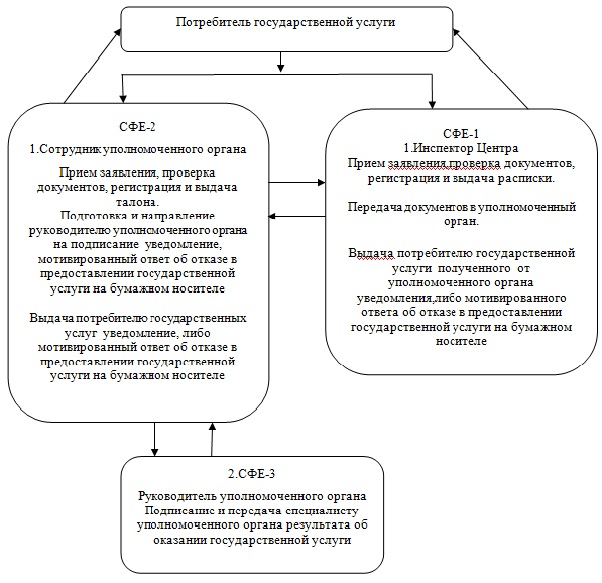 Потребитель государственной услуги
СФЕ-2
1.Сотрудник уполномоченого органа
Прием заявления, проверка
документов, регистрация и выдача
талона.
Подготовка и направление
руководителю уполномоченного органа
на подписание уведомление,
мотивированный ответ об отказе в
предоставлении государственной
услуги на бумажном носителе
Выдача потребителю государственных
услуг уведомление, либо
мотивированный ответ об отказе в
предоставлении государственной
услуги на бумажном носителе
СФЕ-1
1.Инспектор Центра
Прием заявления,проверка документов,
регистрация и выдача расписки.
Передача документов в уполномоченный
орган.
Выдача потребителю государственной
услуги полученного от
уполномоченного органа
уведомления,либо мотивированного
ответа об отказе в предоставлении
государственной услуги на бумажном
носителе
2.СФЕ-3
Руководитель уполномоченного органа
Подписание и передача специалисту
уполномоченного органа результата об
оказании государственной услуги